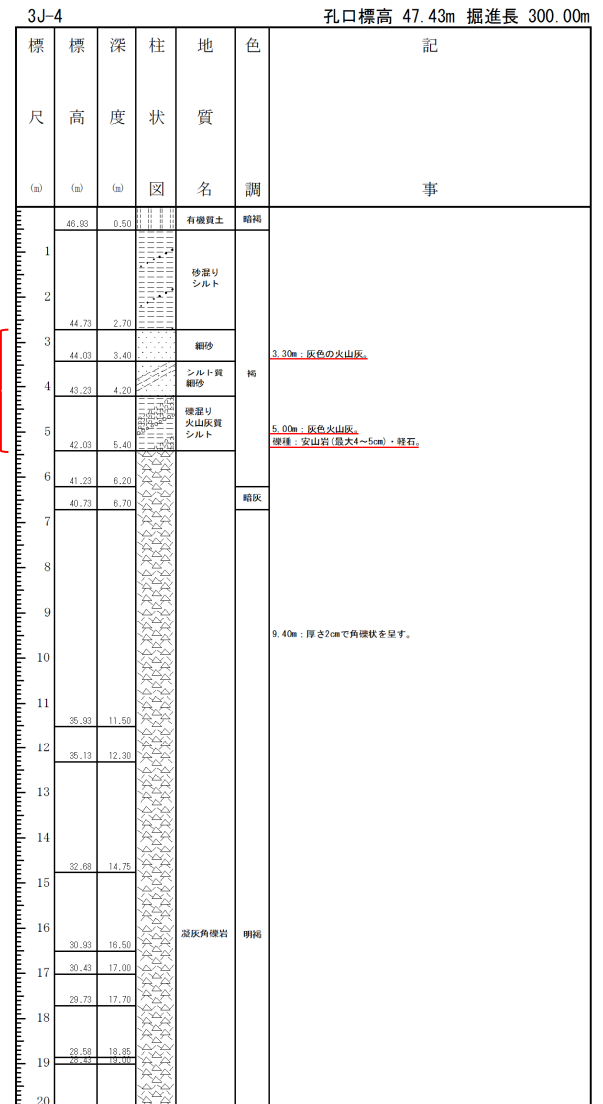 3J-4
孔口標高 47.43m 掘進長 300.00m
標尺(m)
標高(m)
深度(m)
柱状図
地質名
色調
記事
46.93 0.50 有機質土 暗褐
1
砂混り
シルト
2
44.73 2.70
3
細砂
44.03 3.40
3.30m：灰色の火山灰。
シルト質
細砂
褐
4
43.23 4.20
礫混り
火山灰質
シルト
5
5.00m：灰色火山灰。
礫種：安山岩(最大4～5cm)・軽石。
42.03 5.40
6
41.23 6.20
暗灰
40.73 6.70
7
8
9
9.40m：厚さ2cmで角礫状を呈す。
10
11
35.93 11.50
12
35.13 12.30
13
14
32.68 14.75
15
16
凝灰角礫岩 明褐
30.93 16.50
17
30.43 17.00
29.73 17.70
18
28.58 18.85
19
28.43 19.00
20